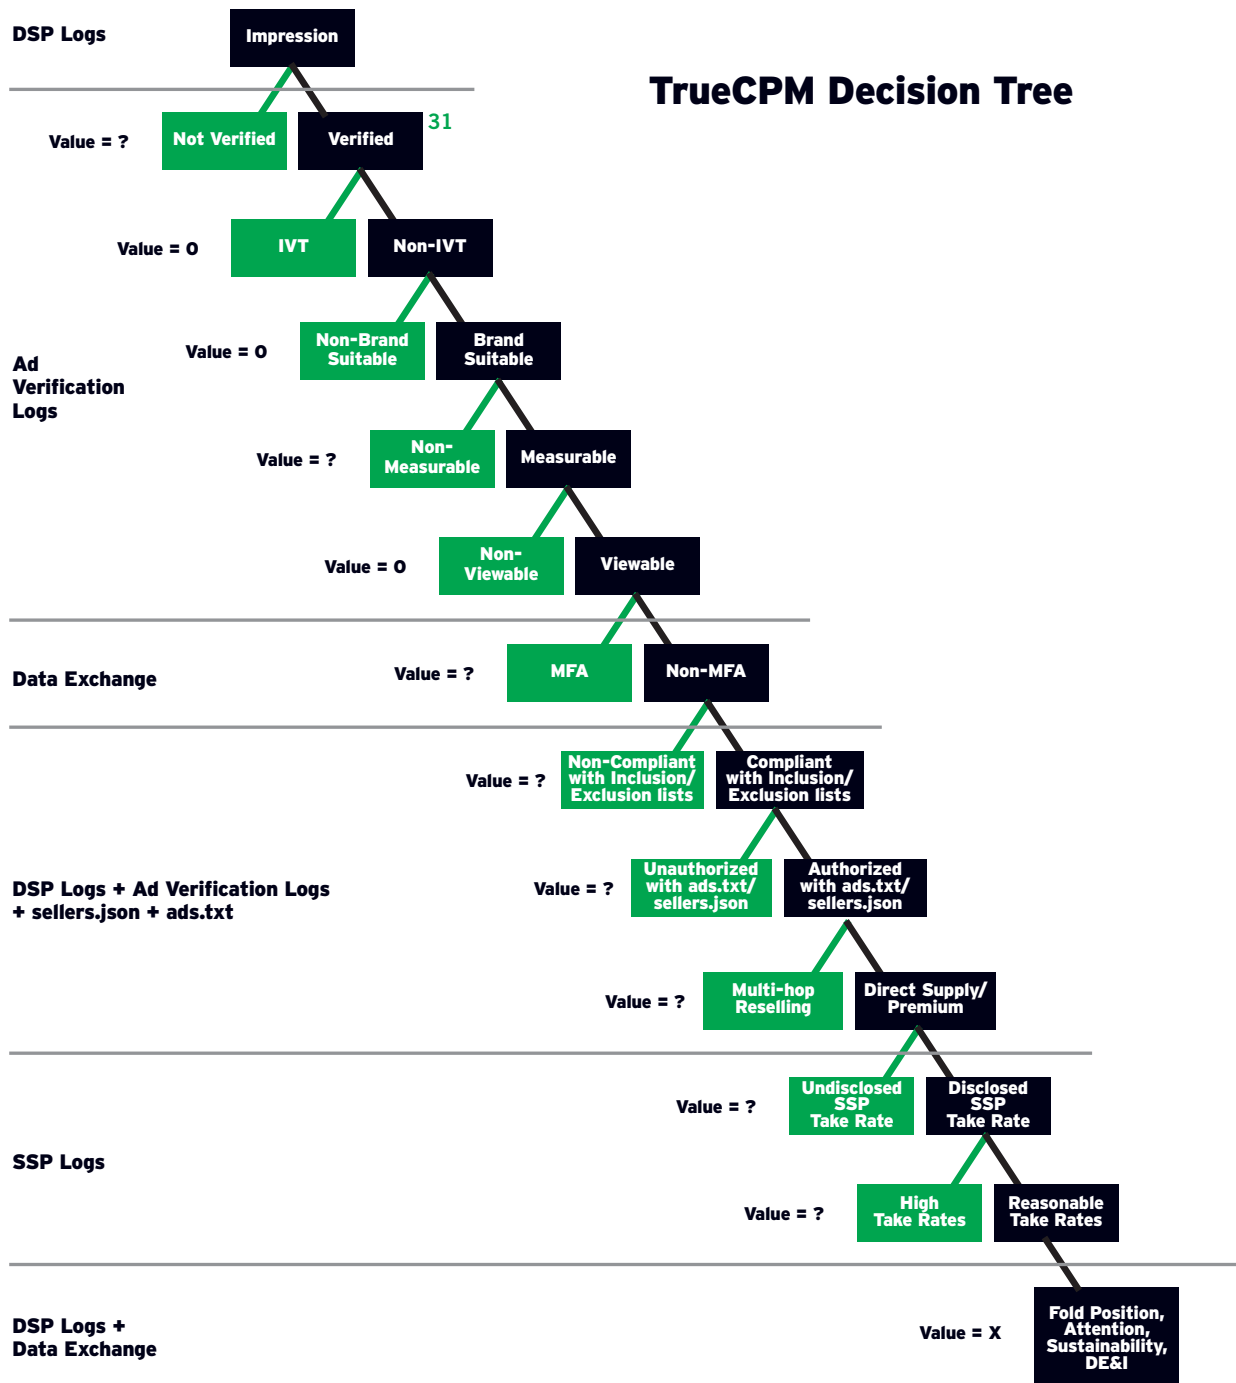 DSP Logs
Impression
TrueCPM Decision Tree
Value = ?
Not Verified
Verified
31
Value = 0
IVT
Non-IVT
Value = 0
Non-Brand
Suitable
Brand
Suitable
Ad
Verification
Logs
Value = ?
Non-
Measurable
Measurable
Value = 0
Non-
Viewable
Viewable
Data Exchange
Value = ?
MFA
Non-MFA
Value = ?
Non-Compliant
with Inclusion/
Exclusion lists
Compliant
with Inclusion/
Exclusion lists
DSP Logs + Ad Verification Logs
+ sellers.json + ads.txt
Value = ?
Unauthorized
with ads.txt/
sellers.json
Authorized
with ads.txt/
sellers.json
Value = ?
Multi-hop
Reselling
Direct Supply/
Premium
Value = ?
Undisclosed
SSP
Take Rate
Disclosed
SSP
Take Rate
SSP Logs
Value = ?
High
Take Rates
Reasonable
Take Rates
DSP Logs +
Data Exchange
Value = X
Fold Position,
Attention,
Sustainability,
DE&I